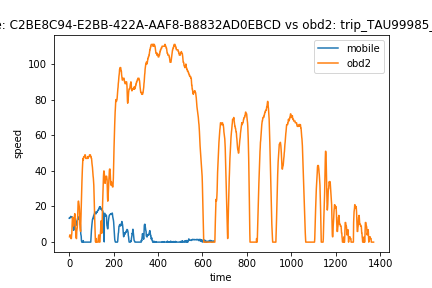 e: C2BE8C94-E2BB-422A-AAF8-B8832AD0EBCD vs obd2: trip_TAU99985_
mobile
obd2
speed
100
80
60
40
20
0
0 200 400 600 800 1000 1200 1400
time